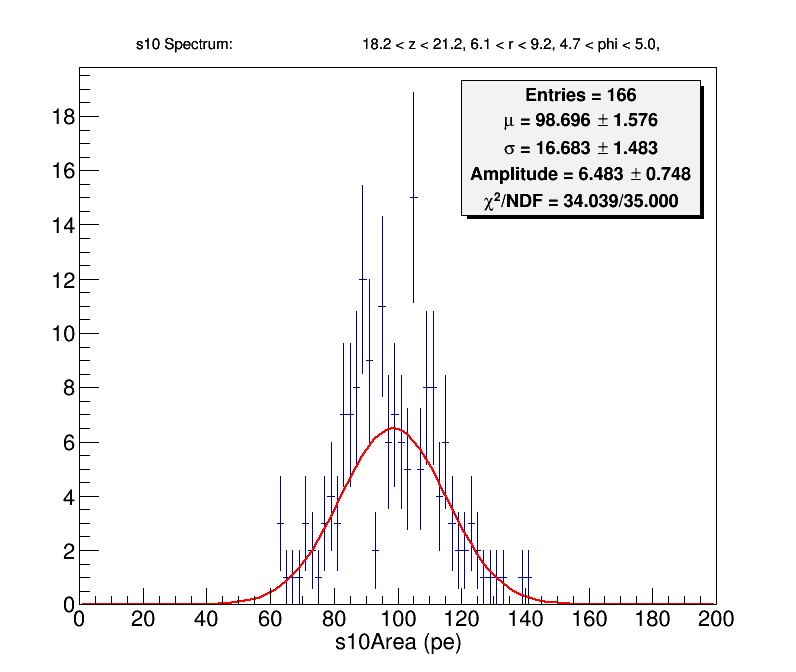 s10 Spectrum: 18.2 < z < 21.2, 6.1 < r < 9.2, 4.7 < phi < 5.0,
Entries = 166
μ = 98.696 ± 1.576
σ = 16.683 ± 1.483
Amplitude = 6.483 ± 0.748
χ²/NDF = 34.039/35.000
18
16
14
12
10
8
6
4
2
0
0 20 40 60 80 100 120 140 160 180 200
s10Area (pe)